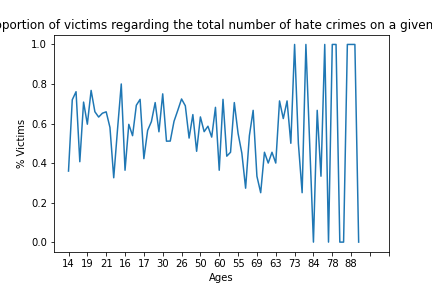 portion of victims regarding the total number of hate crimes on a given
1.0
0.8
0.6
0.4
0.2
0.0
% Victims
14 19 21 16 17 30 26 50 60 55 69 63 73 84 78 88
Ages